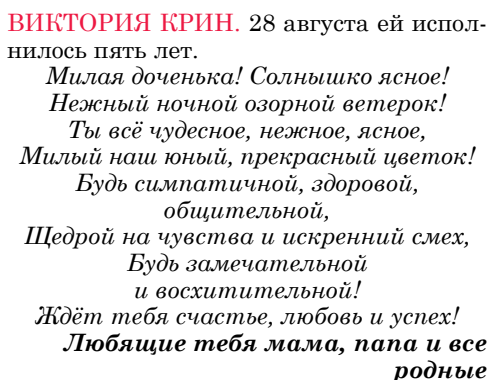 ВИКТОРИЯ КРИН. 28 августа ей испол-
нилось пять лет.
Милая доченька! Солнышко ясное!
Нежный ночной озорной ветерок!
Ты всё чудесное, нежное, ясное,
Милый наш юный, прекрасный цветок!
Будь симпатичной, здоровой,
общительной,
Щедрой на чувства и искренний смех,
Будь замечательной
и восхитительной!
Ждёт тебя счастье, любовь и успех!
Любящие тебя мама, папа и все
родные